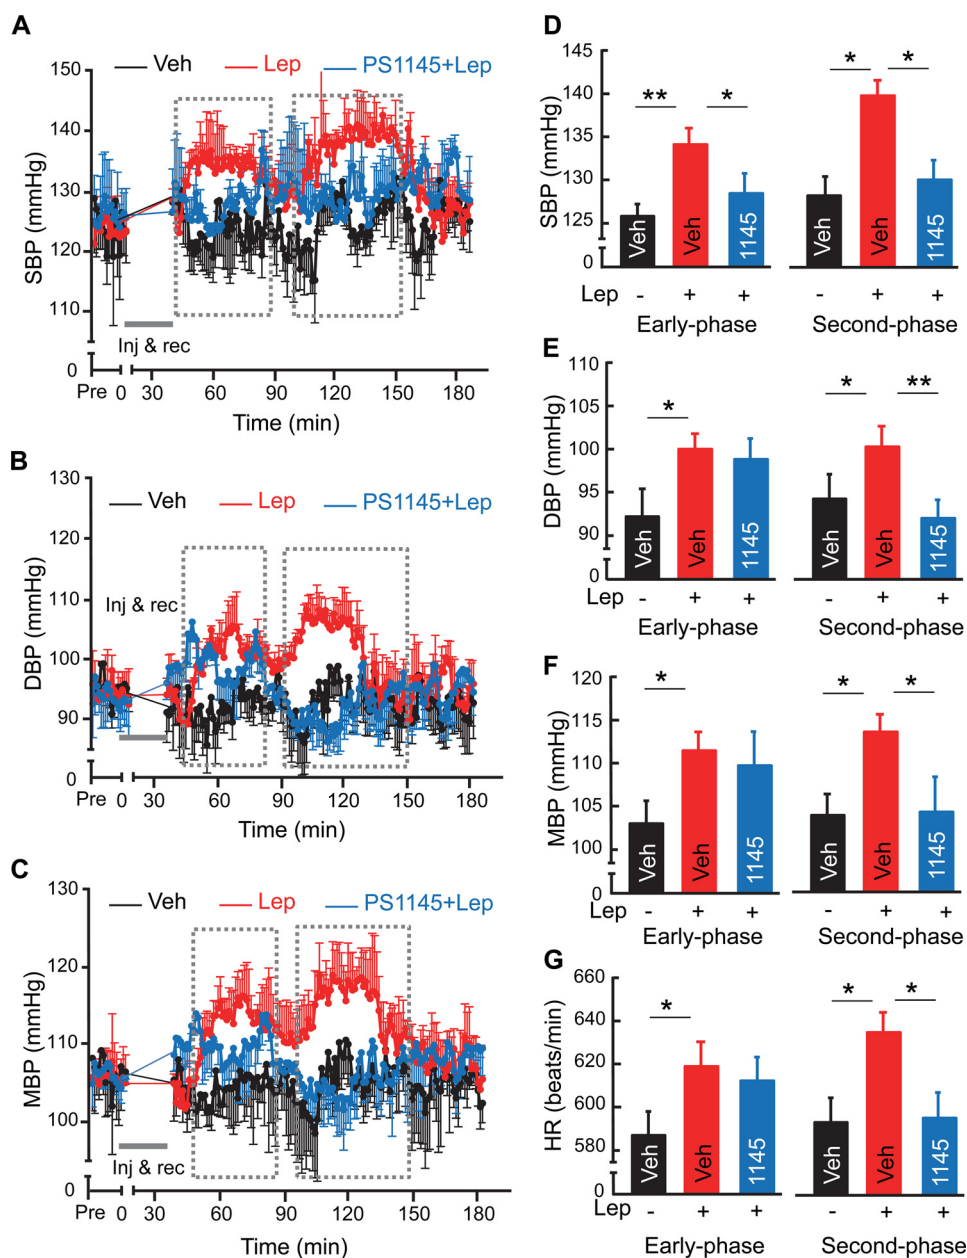 A
Veh Lep PS1145+Lep
150
140
130
120
110
0
SBP (mmHg)
Inj & rec
Pre 0 30 60 90 120 150 180
Time (min)
B
130
120
110
100
90
0
DBP (mmHg)
Veh Lep PS1145+Lep
Inj & rec
Pre 0 30 60 90 120 150 180
Time (min)
C
130
120
110
100
0
MBP (mmHg)
Veh Lep PS1145+Lep
Inj & rec
Pre 0 30 60 90 120 150 180
Time (min)
D
145
140
135
130
125
0
SBP (mmHg)
** * * *
Veh Veh 1145 Veh Veh 1145
Lep - + + - + +
Early-phase Second-phase
E
110
105
100
95
90
0
DBP (mmHg)
* * **
Veh Veh 1145 Veh Veh 1145
Lep - + + - + +
Early-phase Second-phase
F
120
115
110
105
100
0
MBP (mmHg)
* * *
Veh Veh 1145 Veh Veh 1145
Lep - + + - + +
Early-phase Second-phase
G
660
640
620
600
580
0
HR (beats/min)
* * *
Veh Veh 1145 Veh Veh 1145
Lep - + + - + +
Early-phase Second-phase